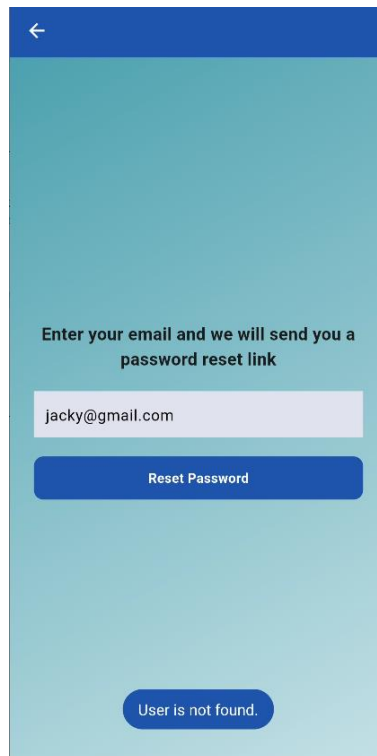 Enter your email and we will send you a
password reset link
jacky@gmail.com
Reset Password
User is not found.